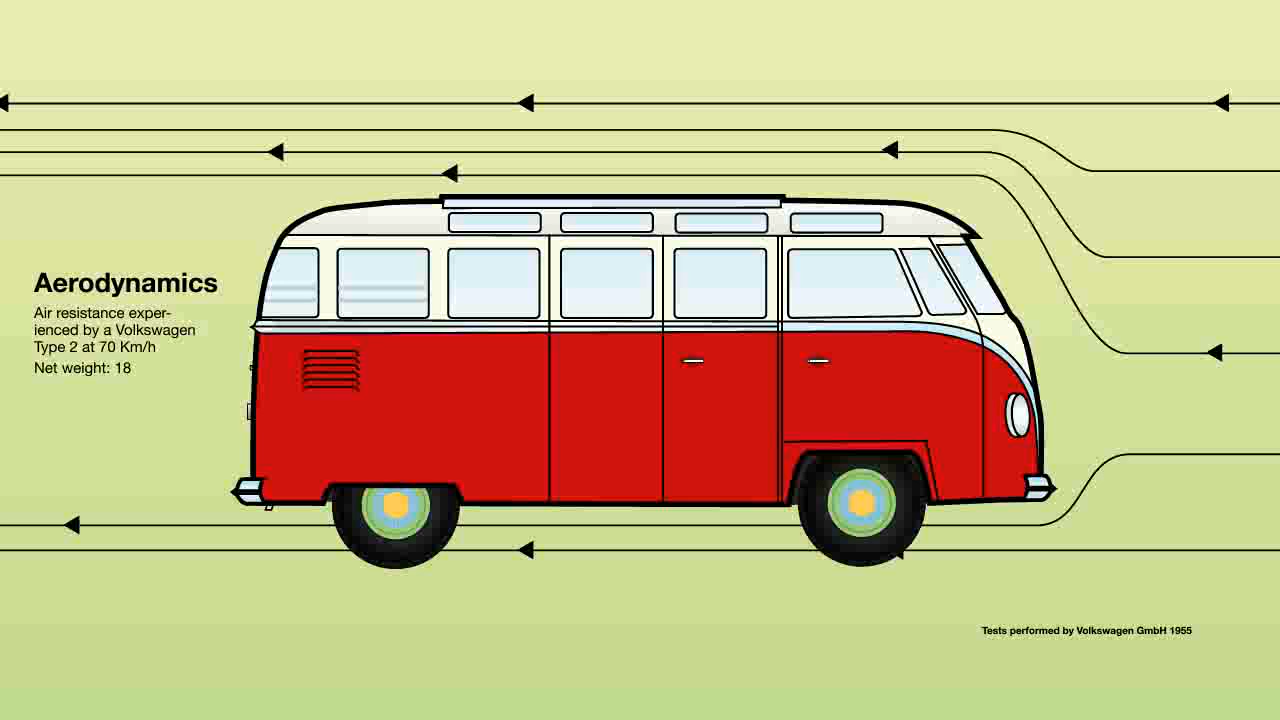 Aerodynamics
Air resistance exper-
ienced by a Volkswagen
Type 2 at 70 Km/h
Net weight: 18
Tests performed by Volkswagen GmbH 1955